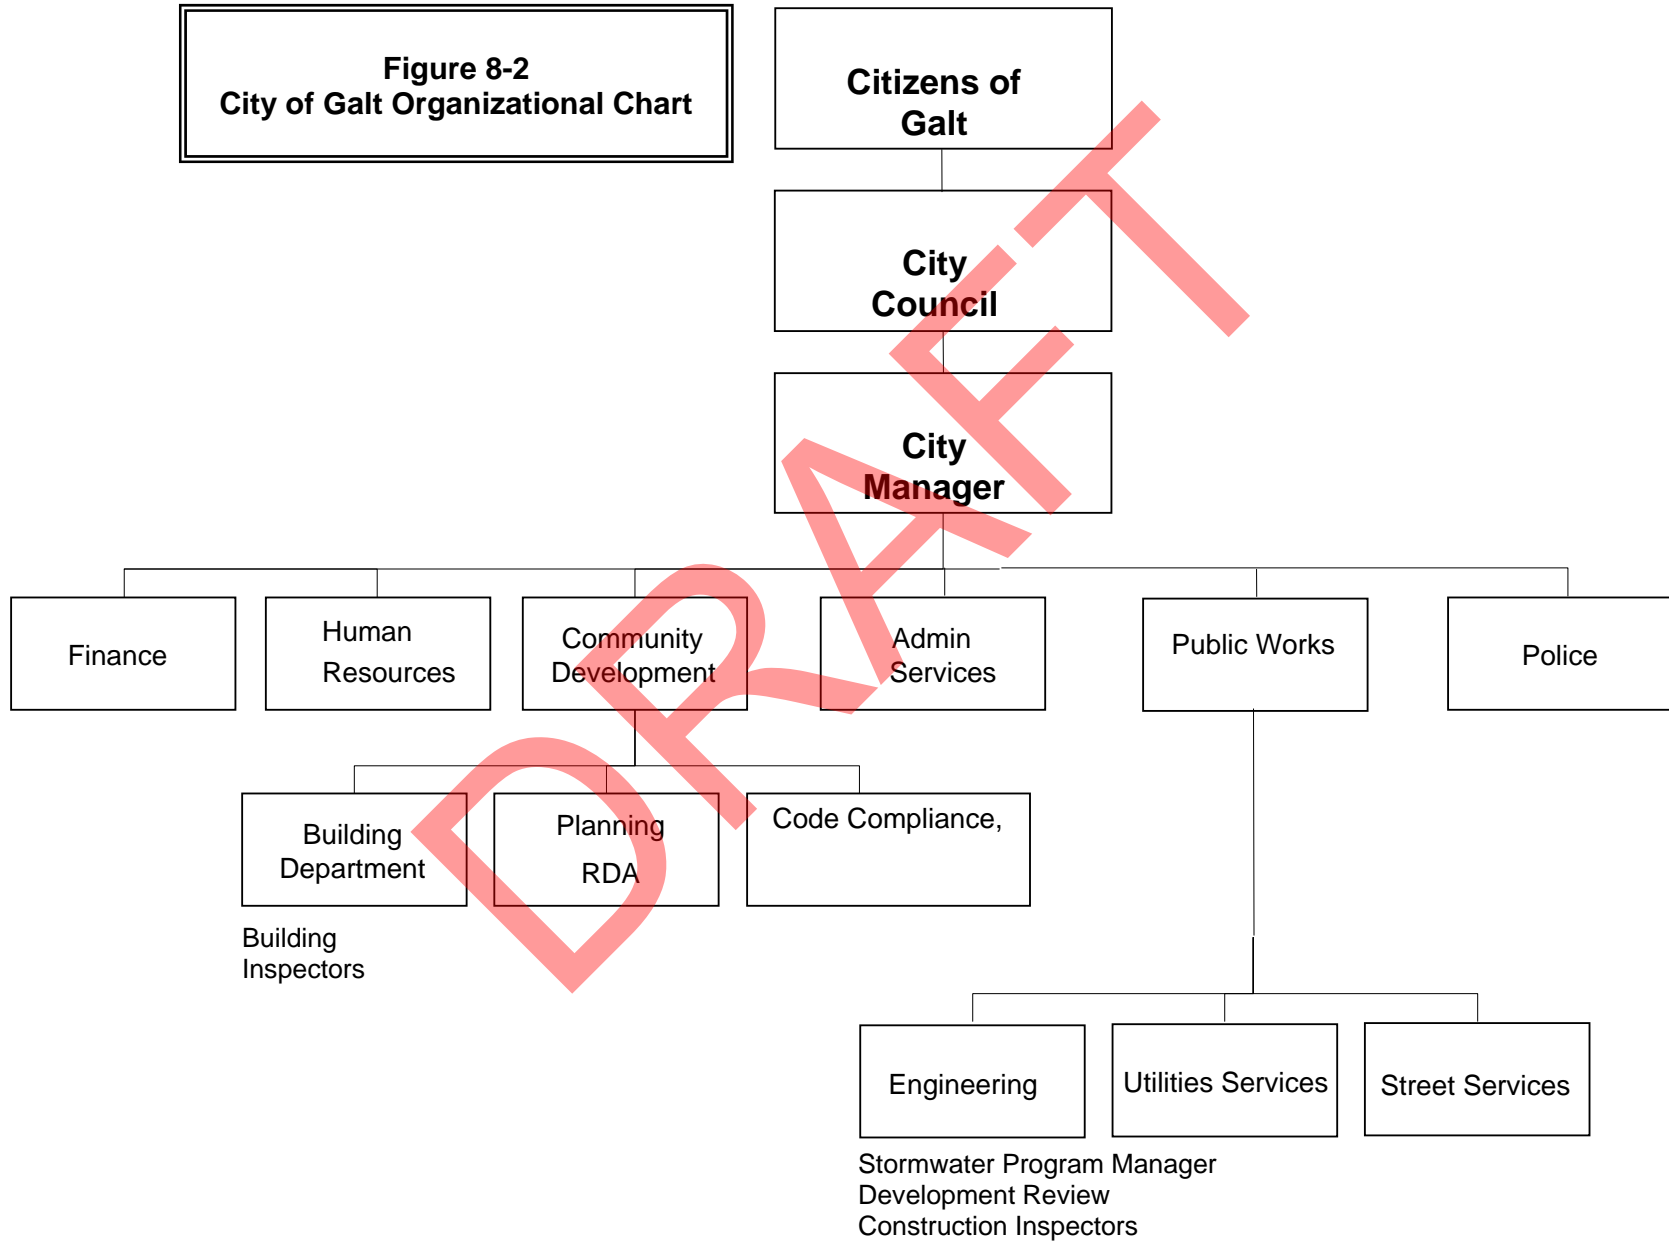 Figure 8-2
City of Galt Organizational Chart
Citizens of
Galt
City
Council
City
Manager
Finance
Human
Resources
Community
Development
Admin
Services
Public Works
Police
Building
Department
Planning
RDA
Code Compliance,
Building
Inspectors
Engineering
Utilities Services
Street Services
Stormwater Program Manager
Development Review
Construction Inspectors
DRAFT